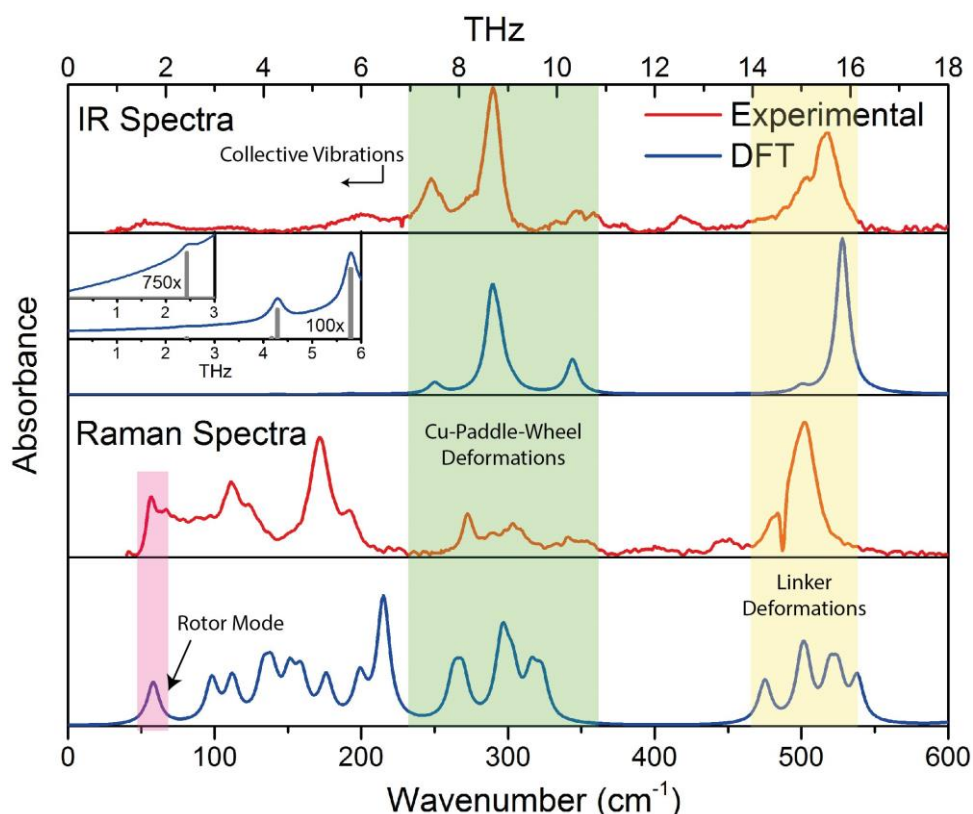 THz
0 2 4 6 8 10 12 14 16 18
IR Spectra
Experimental
DFT
Collective Vibrations
750x
1 2 3
100x
1 2 3 4 5 6
THz
Absorbance
Raman Spectra
Cu-Paddle-Wheel
Deformations
Rotor Mode
Linker
Deformations
0 100 200 300 400 500 600
Wavenumber (cm⁻¹)